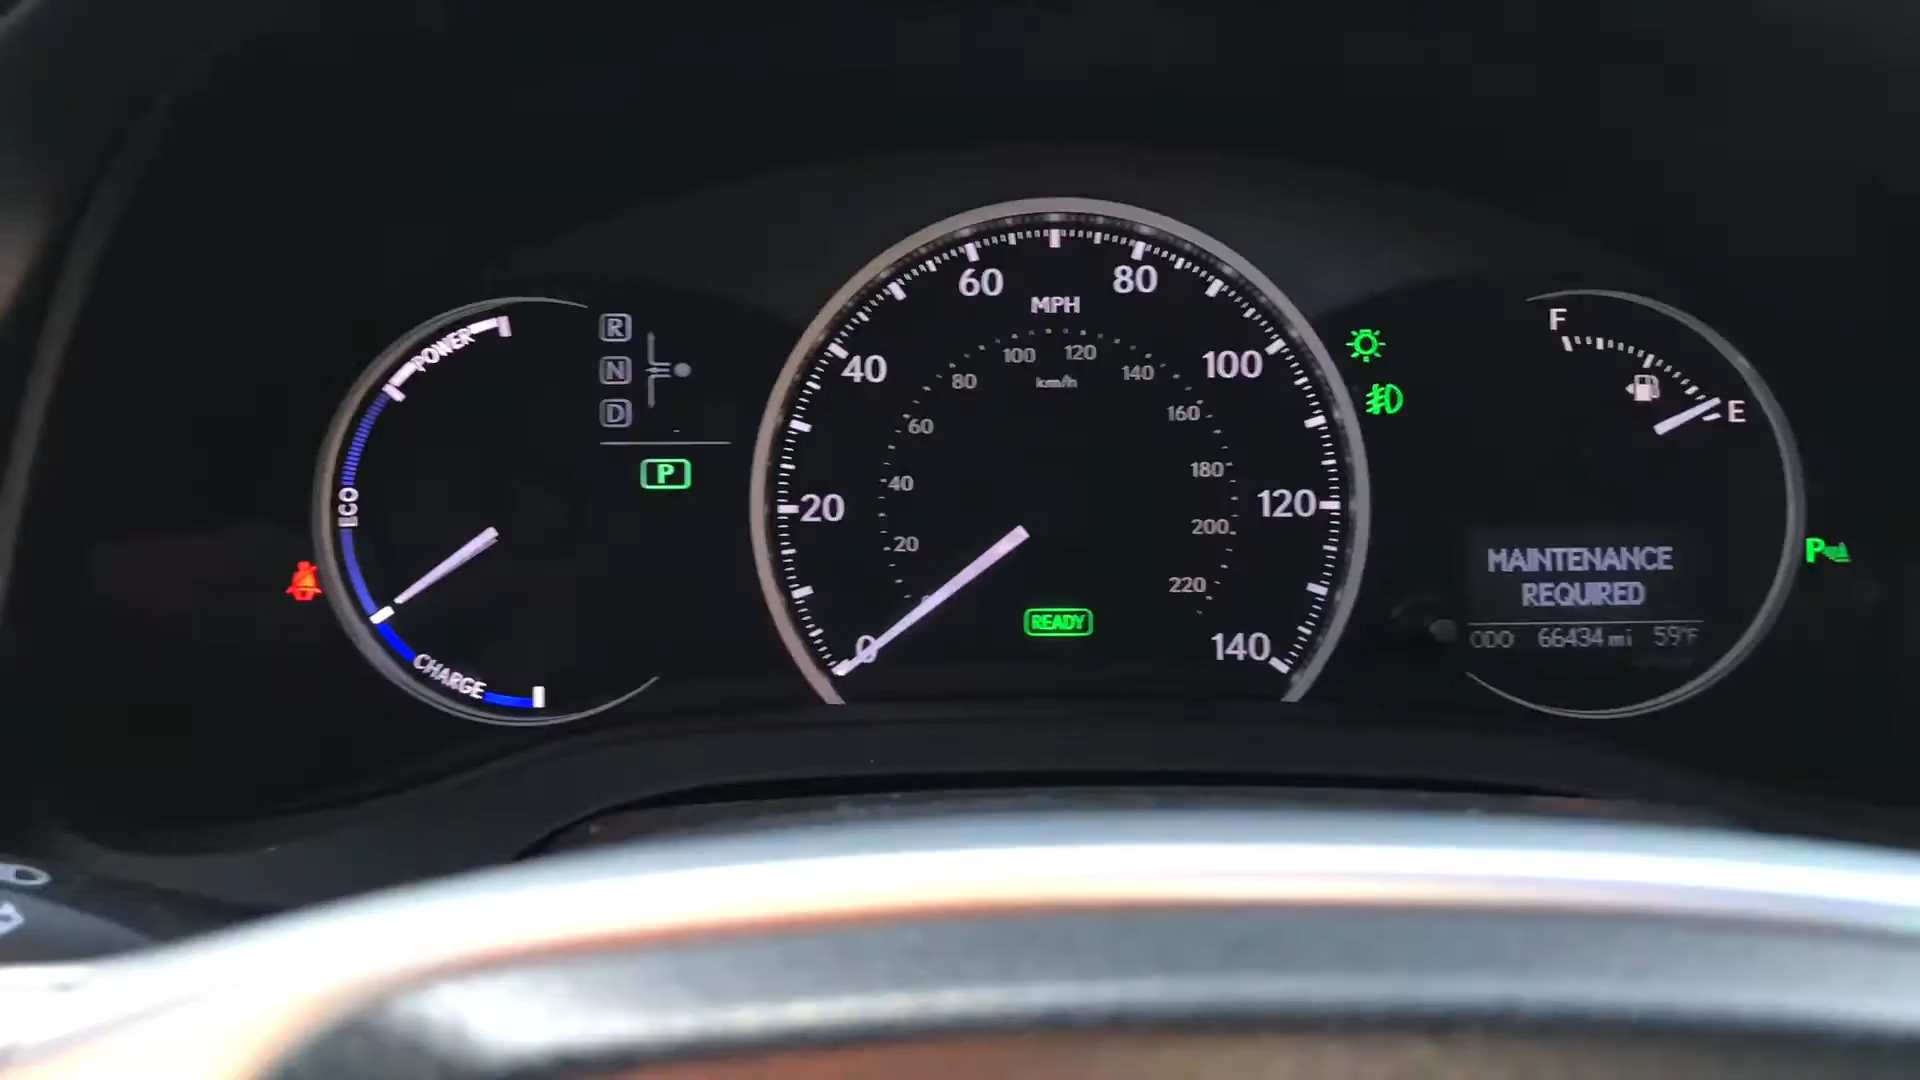 POWER
ECO
CHARGE
R
N
D
P
0
20
40
60
80
100
120
140
MPH
20
40
60
80
100
120
140
160
180
200
220
km/h
READY
F
E
P
MAINTENANCE
REQUIRED
ODO 66434 mi 59°F